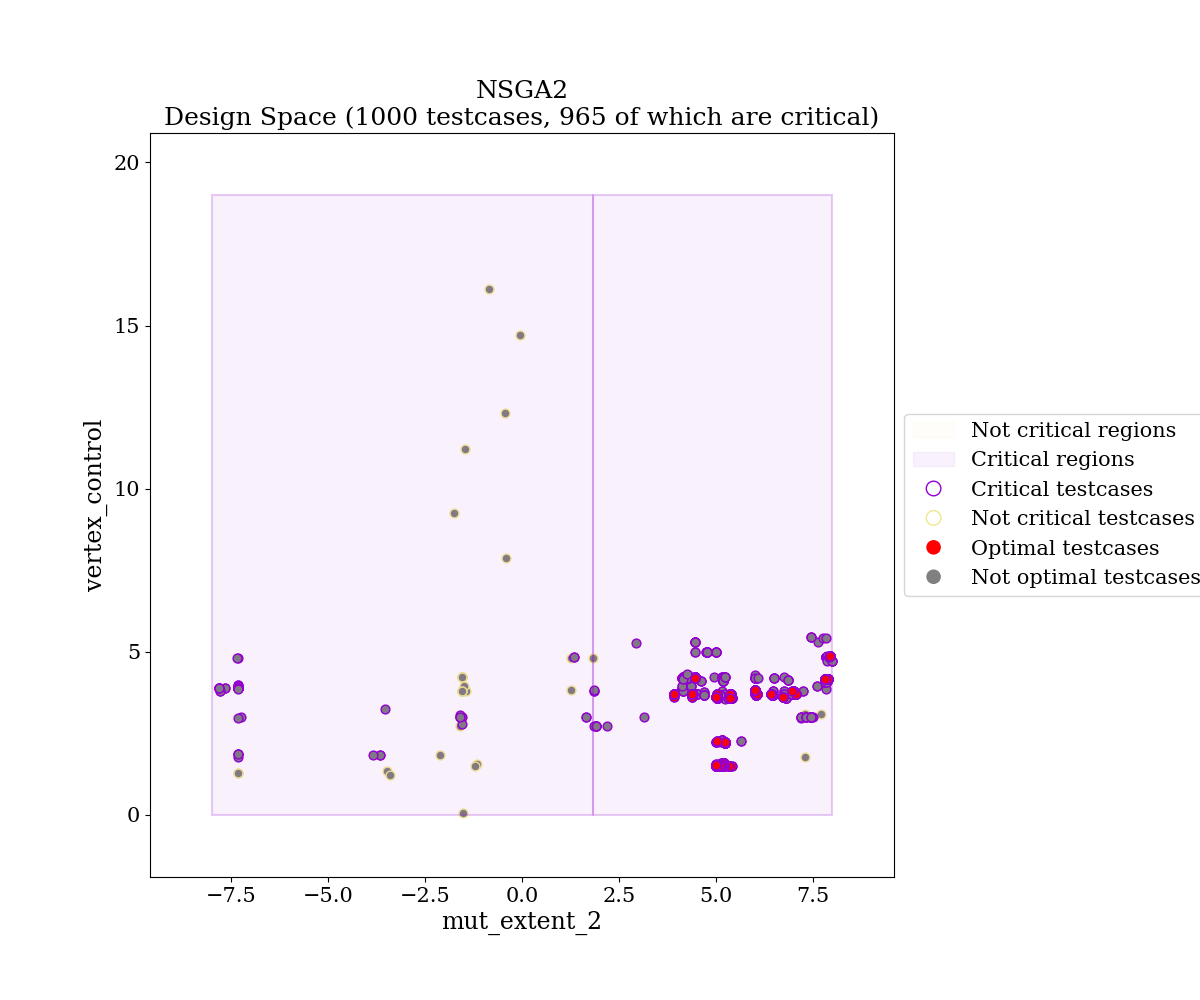 NSGA2
Design Space (1000 testcases, 965 of which are critical)
20
15
10
5
0
vertex_control
−7.5
−5.0
−2.5
0.0
2.5
5.0
7.5
mut_extent_2
Not critical regions
Critical regions
Critical testcases
Not critical testcases
Optimal testcases
Not optimal testcases